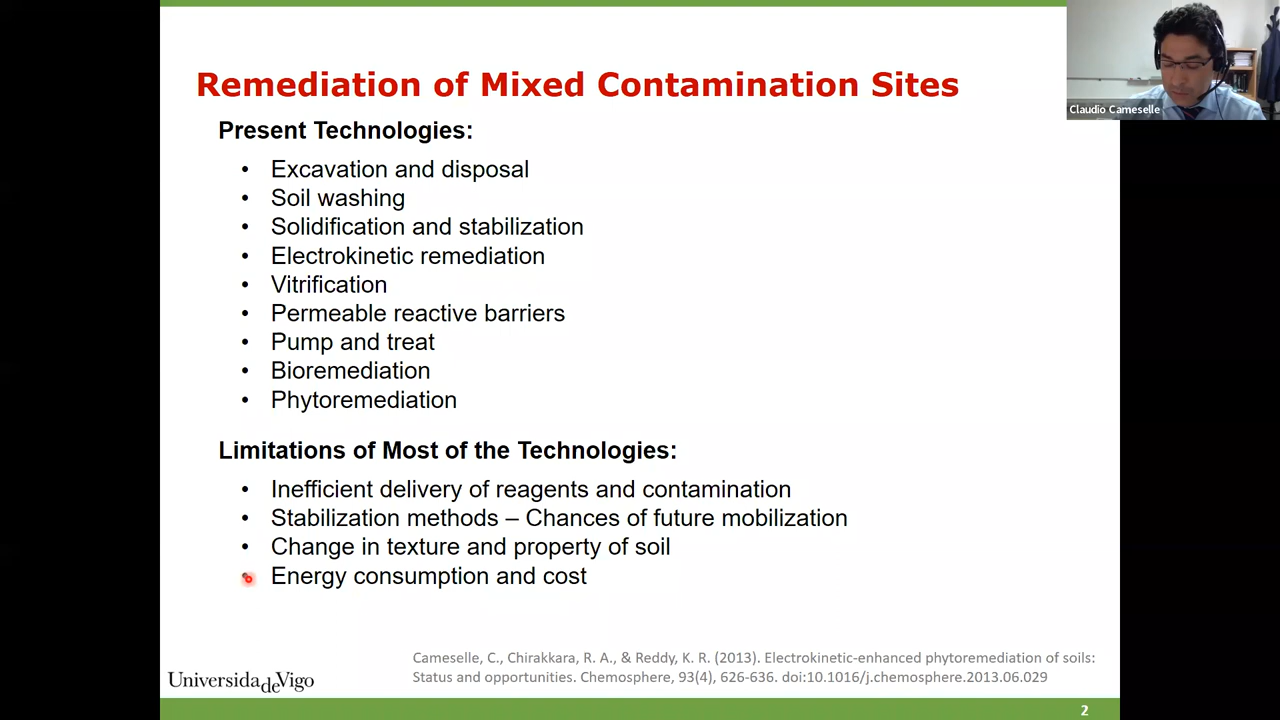 Remediation of Mixed Contamination Sites
Claudio Cameselle
Present Technologies:
• Excavation and disposal
• Soil washing
• Solidification and stabilization
• Electrokinetic remediation
• Vitrification
• Permeable reactive barriers
• Pump and treat
• Bioremediation
• Phytoremediation
Limitations of Most of the Technologies:
• Inefficient delivery of reagents and contamination
• Stabilization methods – Chances of future mobilization
• Change in texture and property of soil
• Energy consumption and cost
Cameselle, C., Chirakkara, R. A., & Reddy, K. R. (2013). Electrokinetic-enhanced phytoremediation of soils:
Status and opportunities. Chemosphere, 93(4), 626-636. doi:10.1016/j.chemosphere.2013.06.029
UniversidadeVigo
2